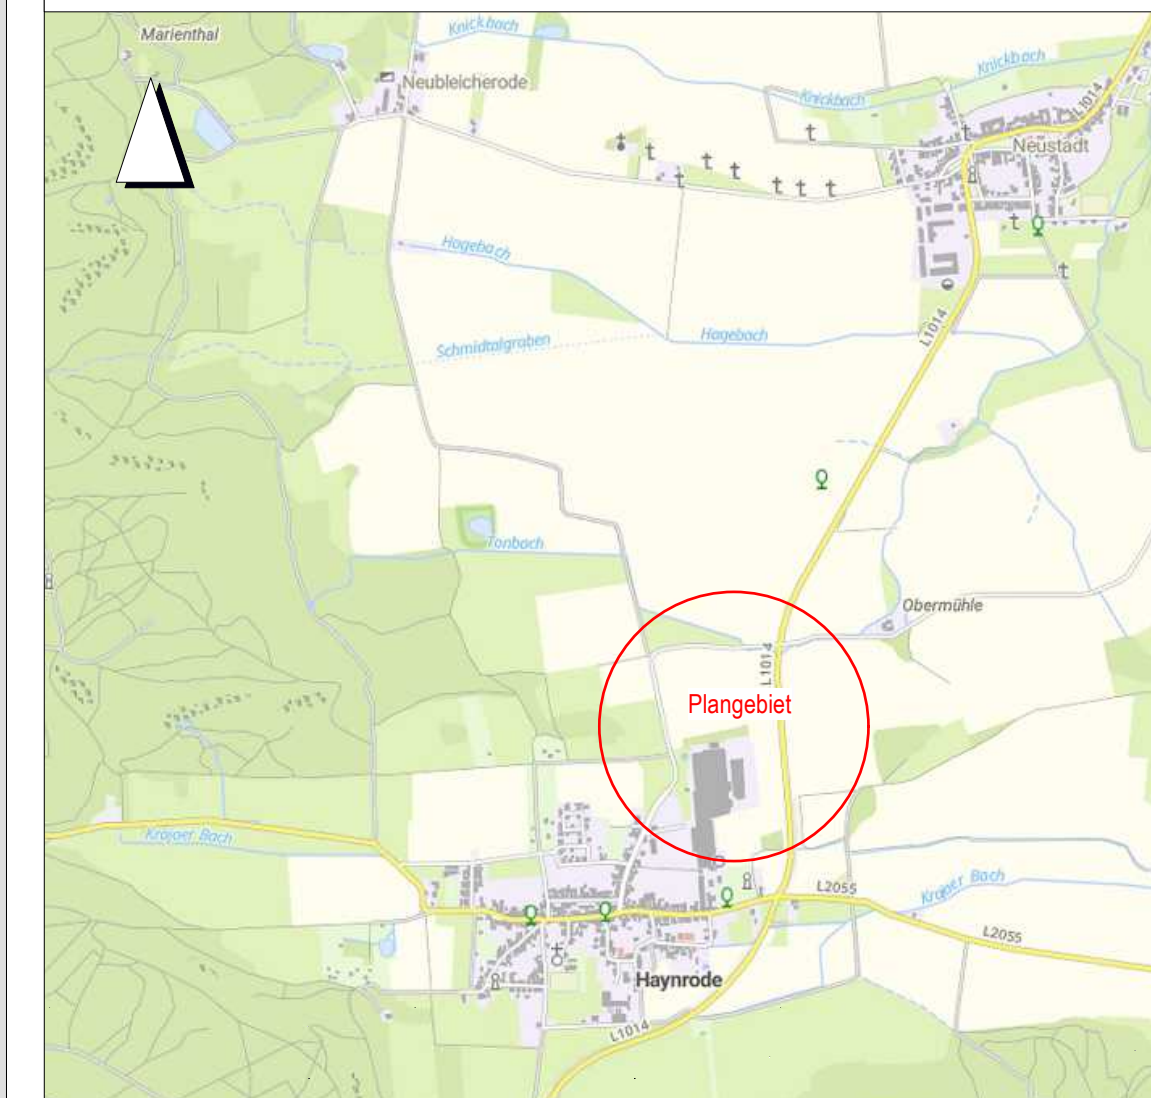 Marienthal
Knickbach
Knickbach
Neubleicherode
Knickbach
L1014
Neustadt
Hagebach
Hagebach
L1014
Schmidtalgraben
Tonbach
Obermühle
L1014
Plangebiet
Krajaer Bach
L2055
Krajaer Bach
L2055
Haynrode
L1014